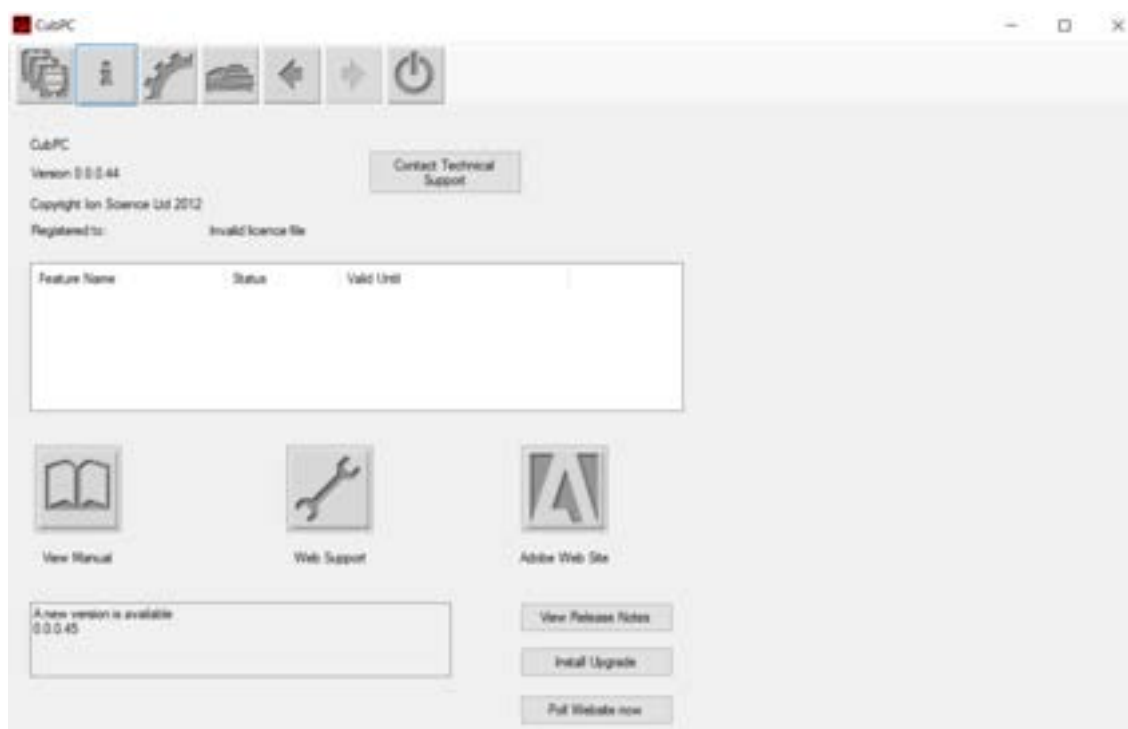 CubPC
CubPC
Version 0.0.0.44
Contact Technical
Support
Copyright Ion Science Ltd 2012
Registered to: Invalid licence file
Feature Name Status Valid Until
View Manual Web Support Adobe Web Site
A new version is available
0.0.0.45
View Release Notes
Install Upgrade
Poll Website now